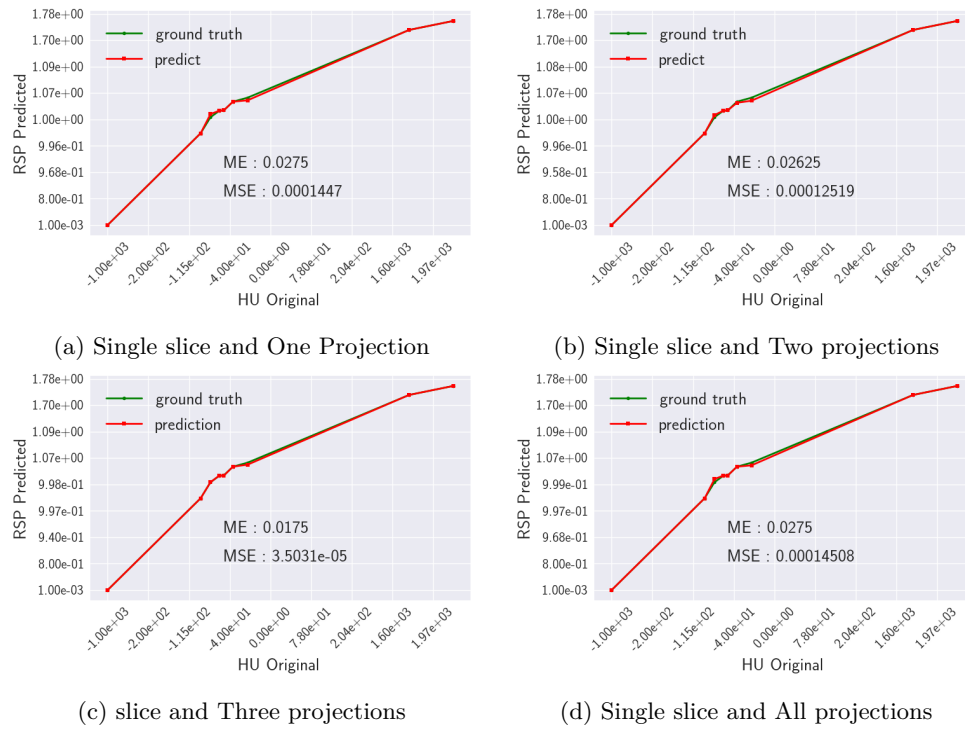 1.78e+00
1.70e+00
1.09e+00
1.07e+00
1.00e+00
9.96e-01
9.68e-01
8.00e-01
1.00e-03
RSP Predicted
ground truth
predict
ME : 0.0275
MSE : 0.0001447
-1.00e+03
-2.00e+02
-1.15e+02
-4.00e+01
0.00e+00
7.80e+01
2.04e+02
1.60e+03
1.97e+03
HU Original
(a) Single slice and One Projection
1.78e+00
1.70e+00
1.08e+00
1.07e+00
1.00e+00
9.96e-01
9.58e-01
8.00e-01
1.00e-03
RSP Predicted
ground truth
predict
ME : 0.02625
MSE : 0.00012519
-1.00e+03
-2.00e+02
-1.15e+02
-4.00e+01
0.00e+00
7.80e+01
2.04e+02
1.60e+03
1.97e+03
HU Original
(b) Single slice and Two projections
1.78e+00
1.70e+00
1.09e+00
1.07e+00
9.98e-01
9.97e-01
9.40e-01
8.00e-01
1.00e-03
RSP Predicted
ground truth
prediction
ME : 0.0175
MSE : 3.5031e-05
-1.00e+03
-2.00e+02
-1.15e+02
-4.00e+01
0.00e+00
7.80e+01
2.04e+02
1.60e+03
1.97e+03
HU Original
(c) slice and Three projections
1.78e+00
1.70e+00
1.09e+00
1.07e+00
9.99e-01
9.97e-01
9.68e-01
8.00e-01
1.00e-03
RSP Predicted
ground truth
prediction
ME : 0.0275
MSE : 0.00014508
-1.00e+03
-2.00e+02
-1.15e+02
-4.00e+01
0.00e+00
7.80e+01
2.04e+02
1.60e+03
1.97e+03
HU Original
(d) Single slice and All projections